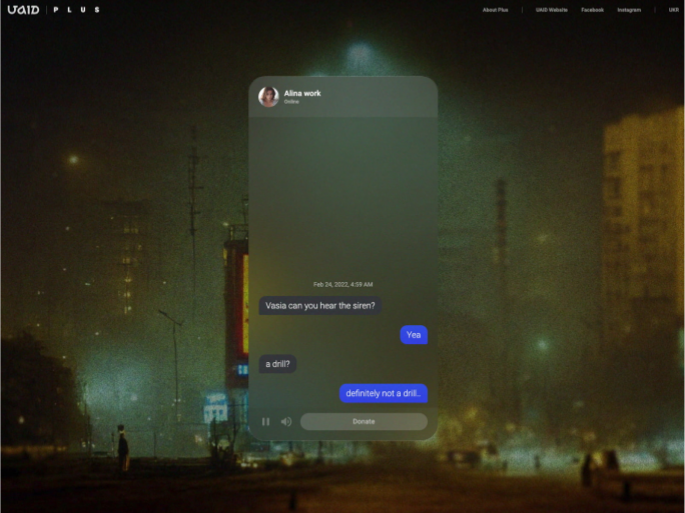 UAID | PLUS
About Plus | UAID Website Facebook Instagram | UKR
Alina work
Online
Feb 24, 2022, 4:59 AM
Vasia can you hear the siren?
Yea
a drill?
definitely not a drill..
Donate